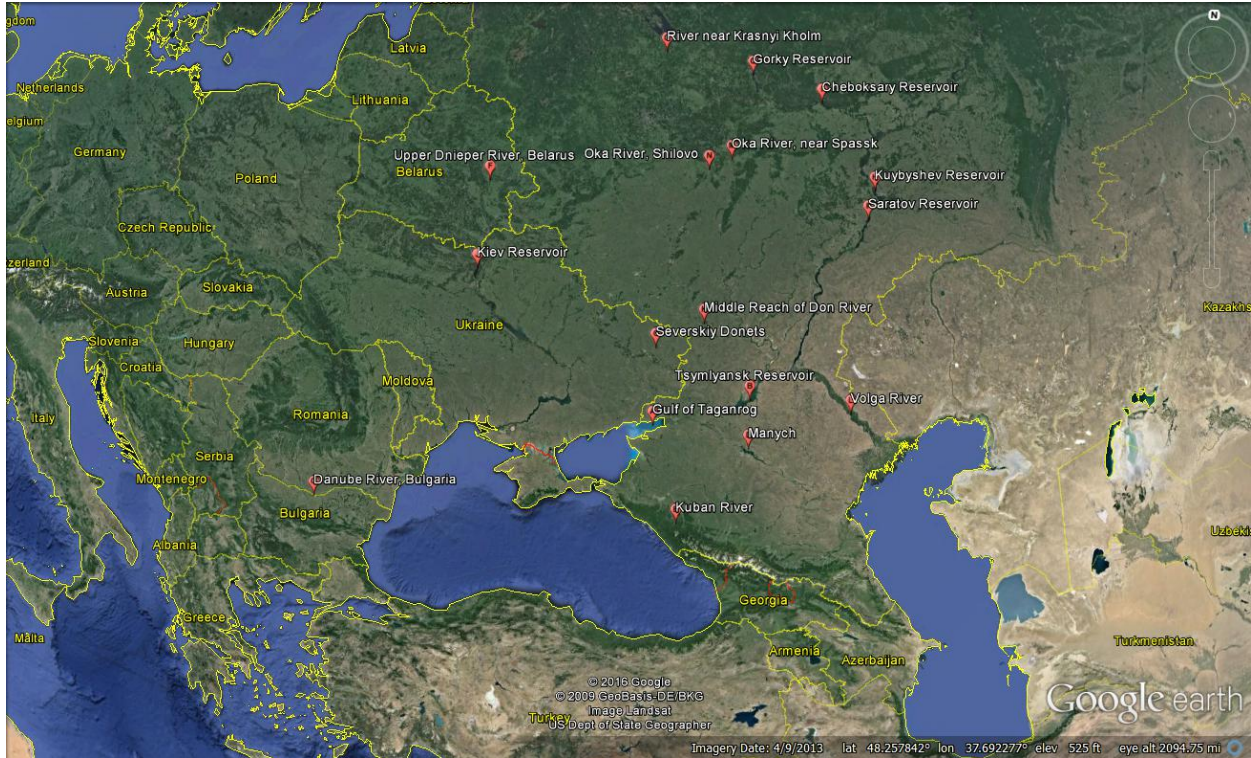 gdom
N
Latvia
River near Krasnyi Kholm
Gorky Reservoir
Netherlands
Lithuania
Cheboksary Reservoir
elgium
Germany
Poland
Upper Dnieper River, Belarus
Belarus
Oka River, Shilovo
Oka River, near Spassk
Kuybyshev Reservoir
Saratov Reservoir
Czech Republic
Kiev Reservoir
zerland
Austria
Slovakia
Ukraine
Middle Reach of Don River
Kazakhs
Slovenia
Hungary
Severskiy Donets
Croatia
Moldova
Tsymlyansk Reservoir
Volga River
Italy
Romania
Gulf of Taganrog
Manych
Serbia
Montenegro
Danube River, Bulgaria
Bulgaria
Kuban River
Albania
Uzbeki
Georgia
Greece
Malta
Armenia
Azerbaijan
Turkmenistan
© 2016 Google
© 2009 GeoBasis-DE/BKG
Image Landsat
US Dept of State Geographer
Turkey
Google earth
Imagery Date: 4/9/2013 lat 48.257842° lon 37.692277° elev 525 ft eye alt 2094.75 mi